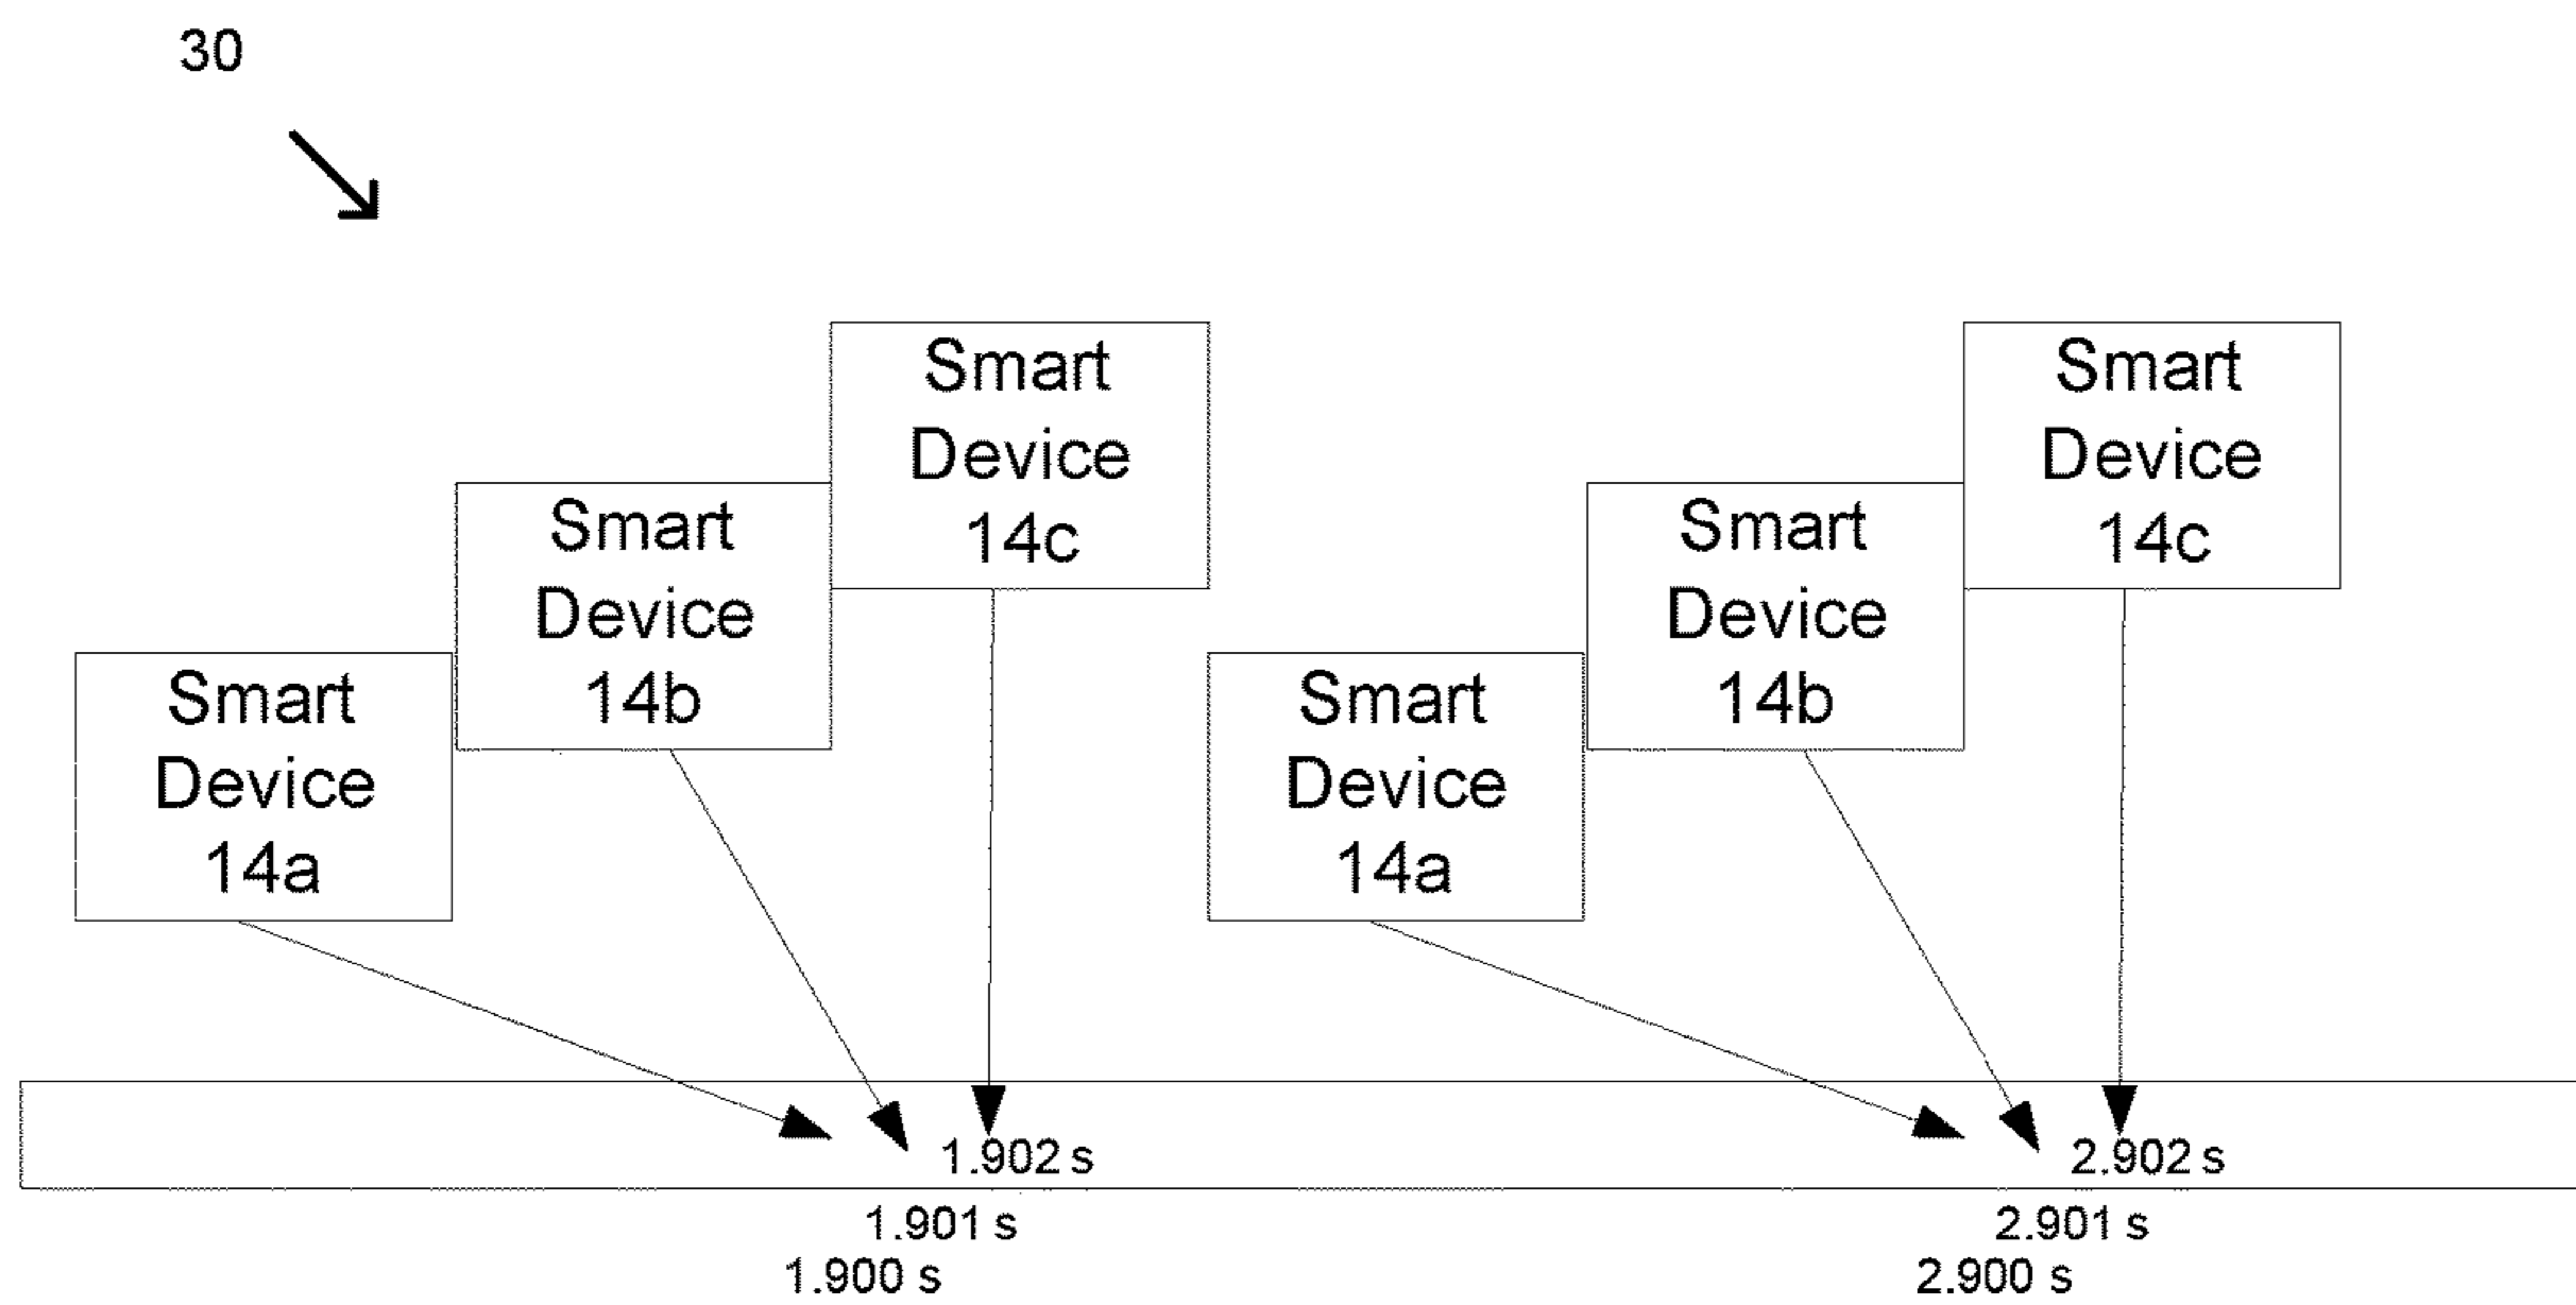 30
Smart
Device
14c
Smart
Device
14c
Smart
Device
14b
Smart
Device
14b
Smart
Device
14a
Smart
Device
14a
1.902 s
2.902 s
1.901 s
2.901 s
1.900 s
2.900 s